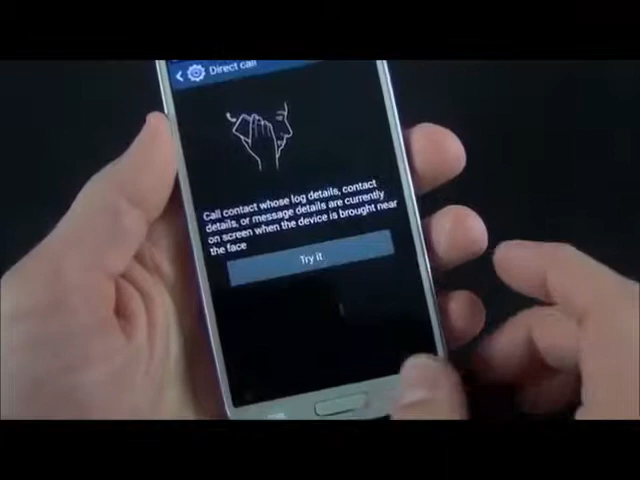 Direct call
Call contact whose log details, contact
details, or message details are currently
on screen when the device is brought near
the face
Try it